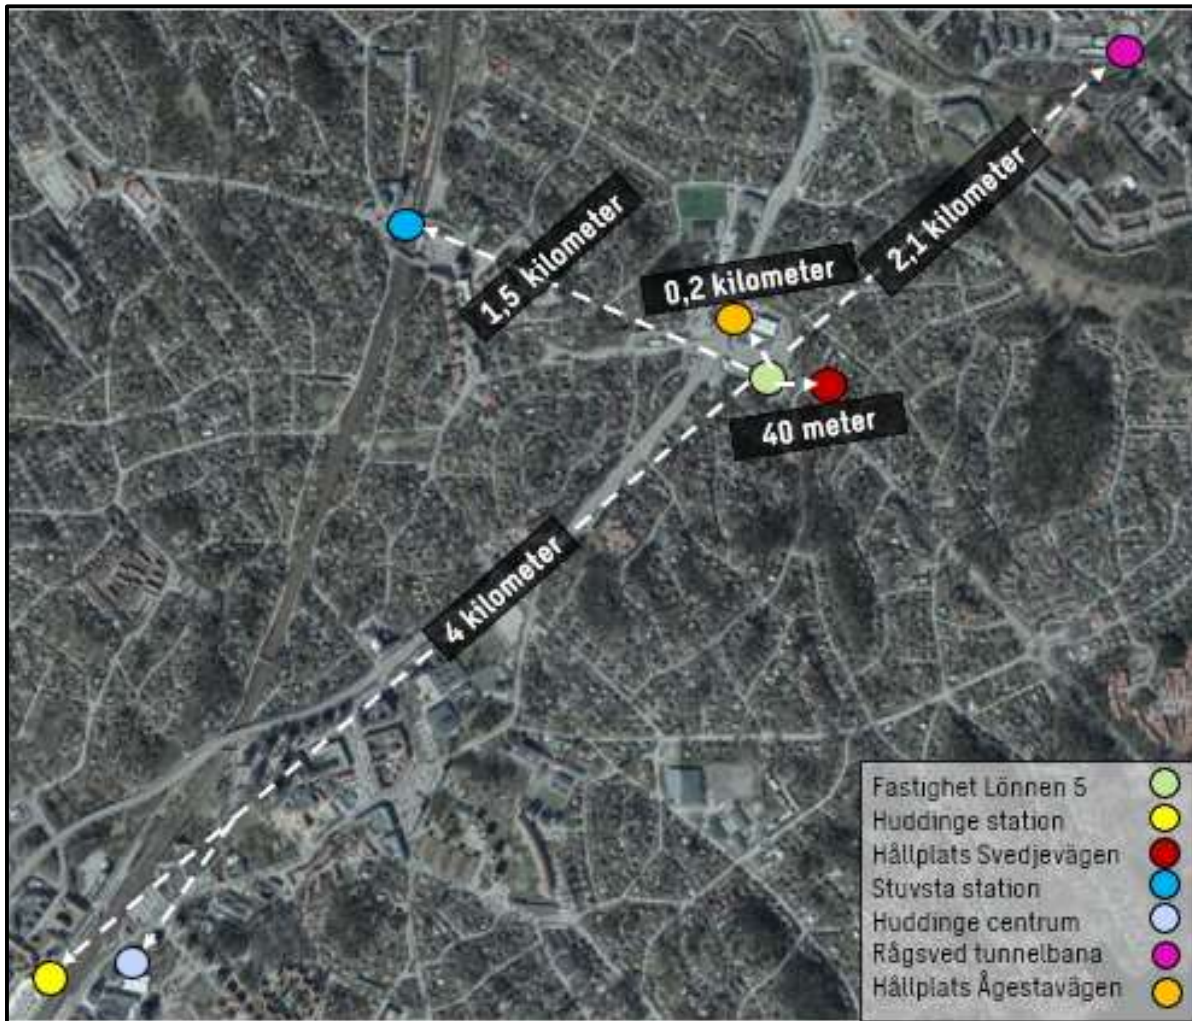 2,1 kilometer
1,5 kilometer
0,2 kilometer
40 meter
4 kilometer
Fastighet Lönnen 5
Huddinge station
Hållplats Svedjevägen
Stuvsta station
Huddinge centrum
Rågsved tunnelbana
Hållplats Ågestavägen